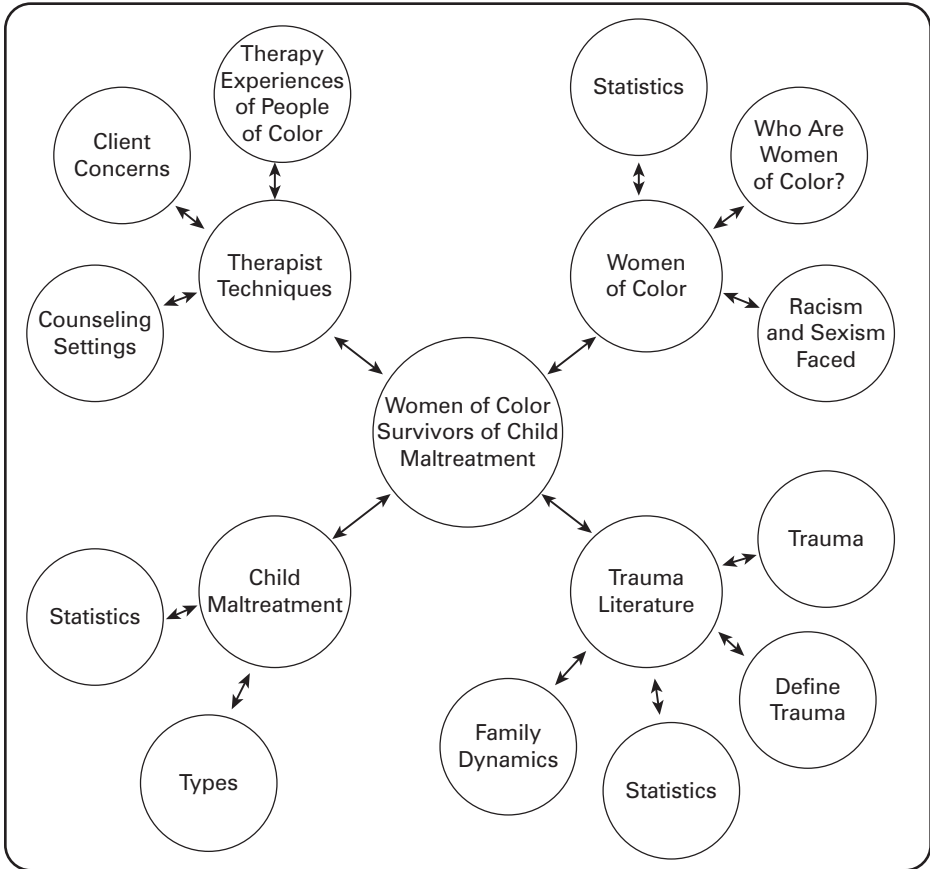 Therapy
Experiences
of People
of Color
Client
Concerns
Counseling
Settings
Therapist
Techniques
Statistics
Who Are
Women
of Color?
Women
of Color
Racism
and Sexism
Faced
Women of Color
Survivors of Child
Maltreatment
Child
Maltreatment
Statistics
Types
Trauma
Literature
Trauma
Define
Trauma
Family
Dynamics
Statistics